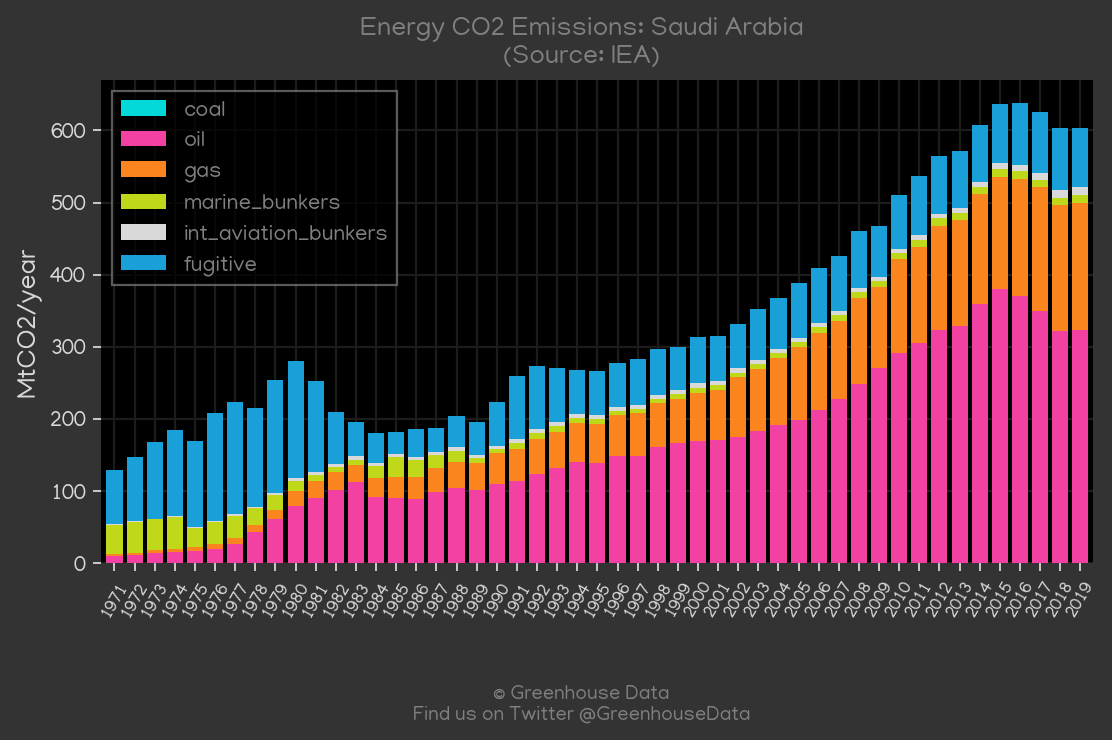 Energy CO2 Emissions: Saudi Arabia
(Source: IEA)
coal
oil
gas
marine_bunkers
int_aviation_bunkers
fugitive
MtCO2/year
600
500
400
300
200
100
0
1971 1972 1973 1974 1975 1976 1977 1978 1979 1980 1981 1982 1983 1984 1985 1986 1987 1988 1989 1990 1991 1992 1993 1994 1995 1996 1997 1998 1999 2000 2001 2002 2003 2004 2005 2006 2007 2008 2009 2010 2011 2012 2013 2014 2015 2016 2017 2018 2019
© Greenhouse Data
Find us on Twitter @GreenhouseData